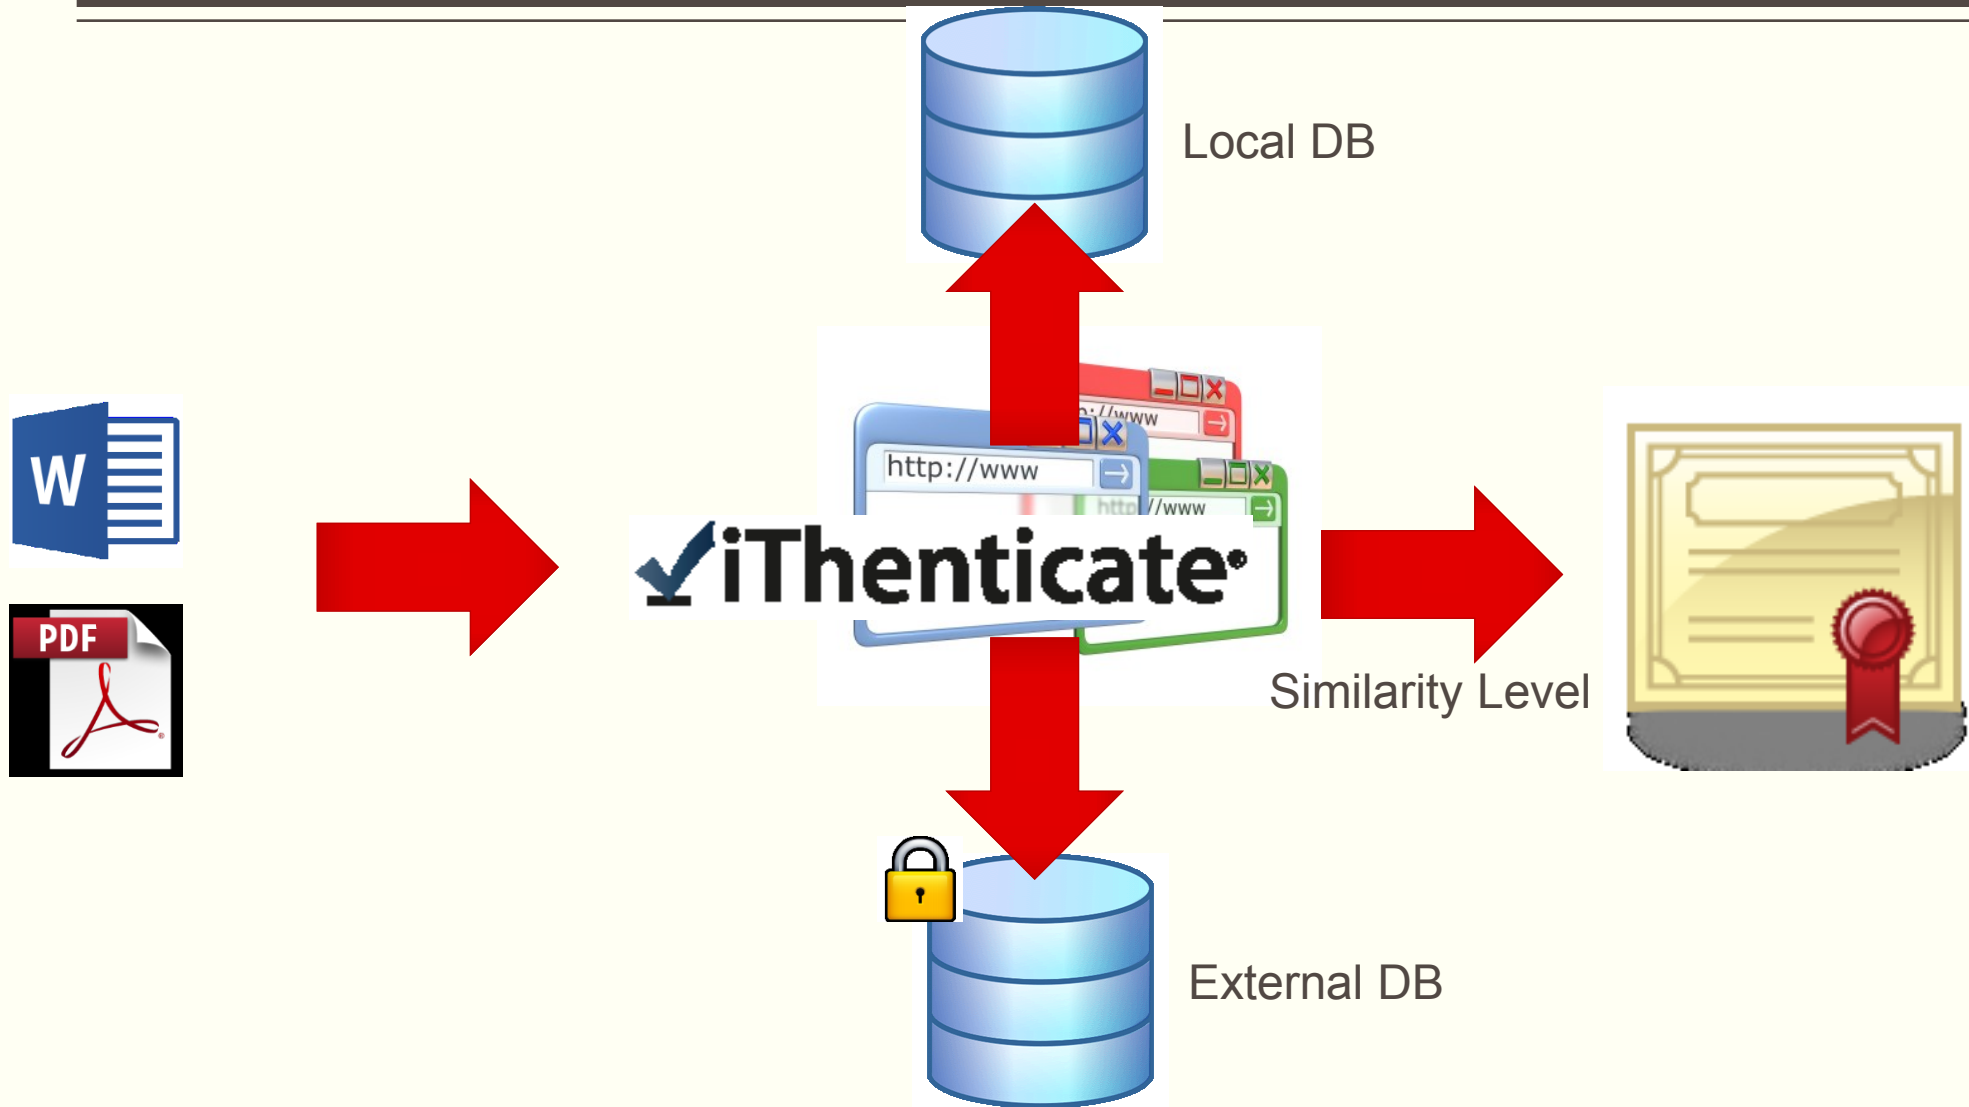 Local DB
://www
http://www
http://www
W
iThenticate®
PDF
Similarity Level
External DB